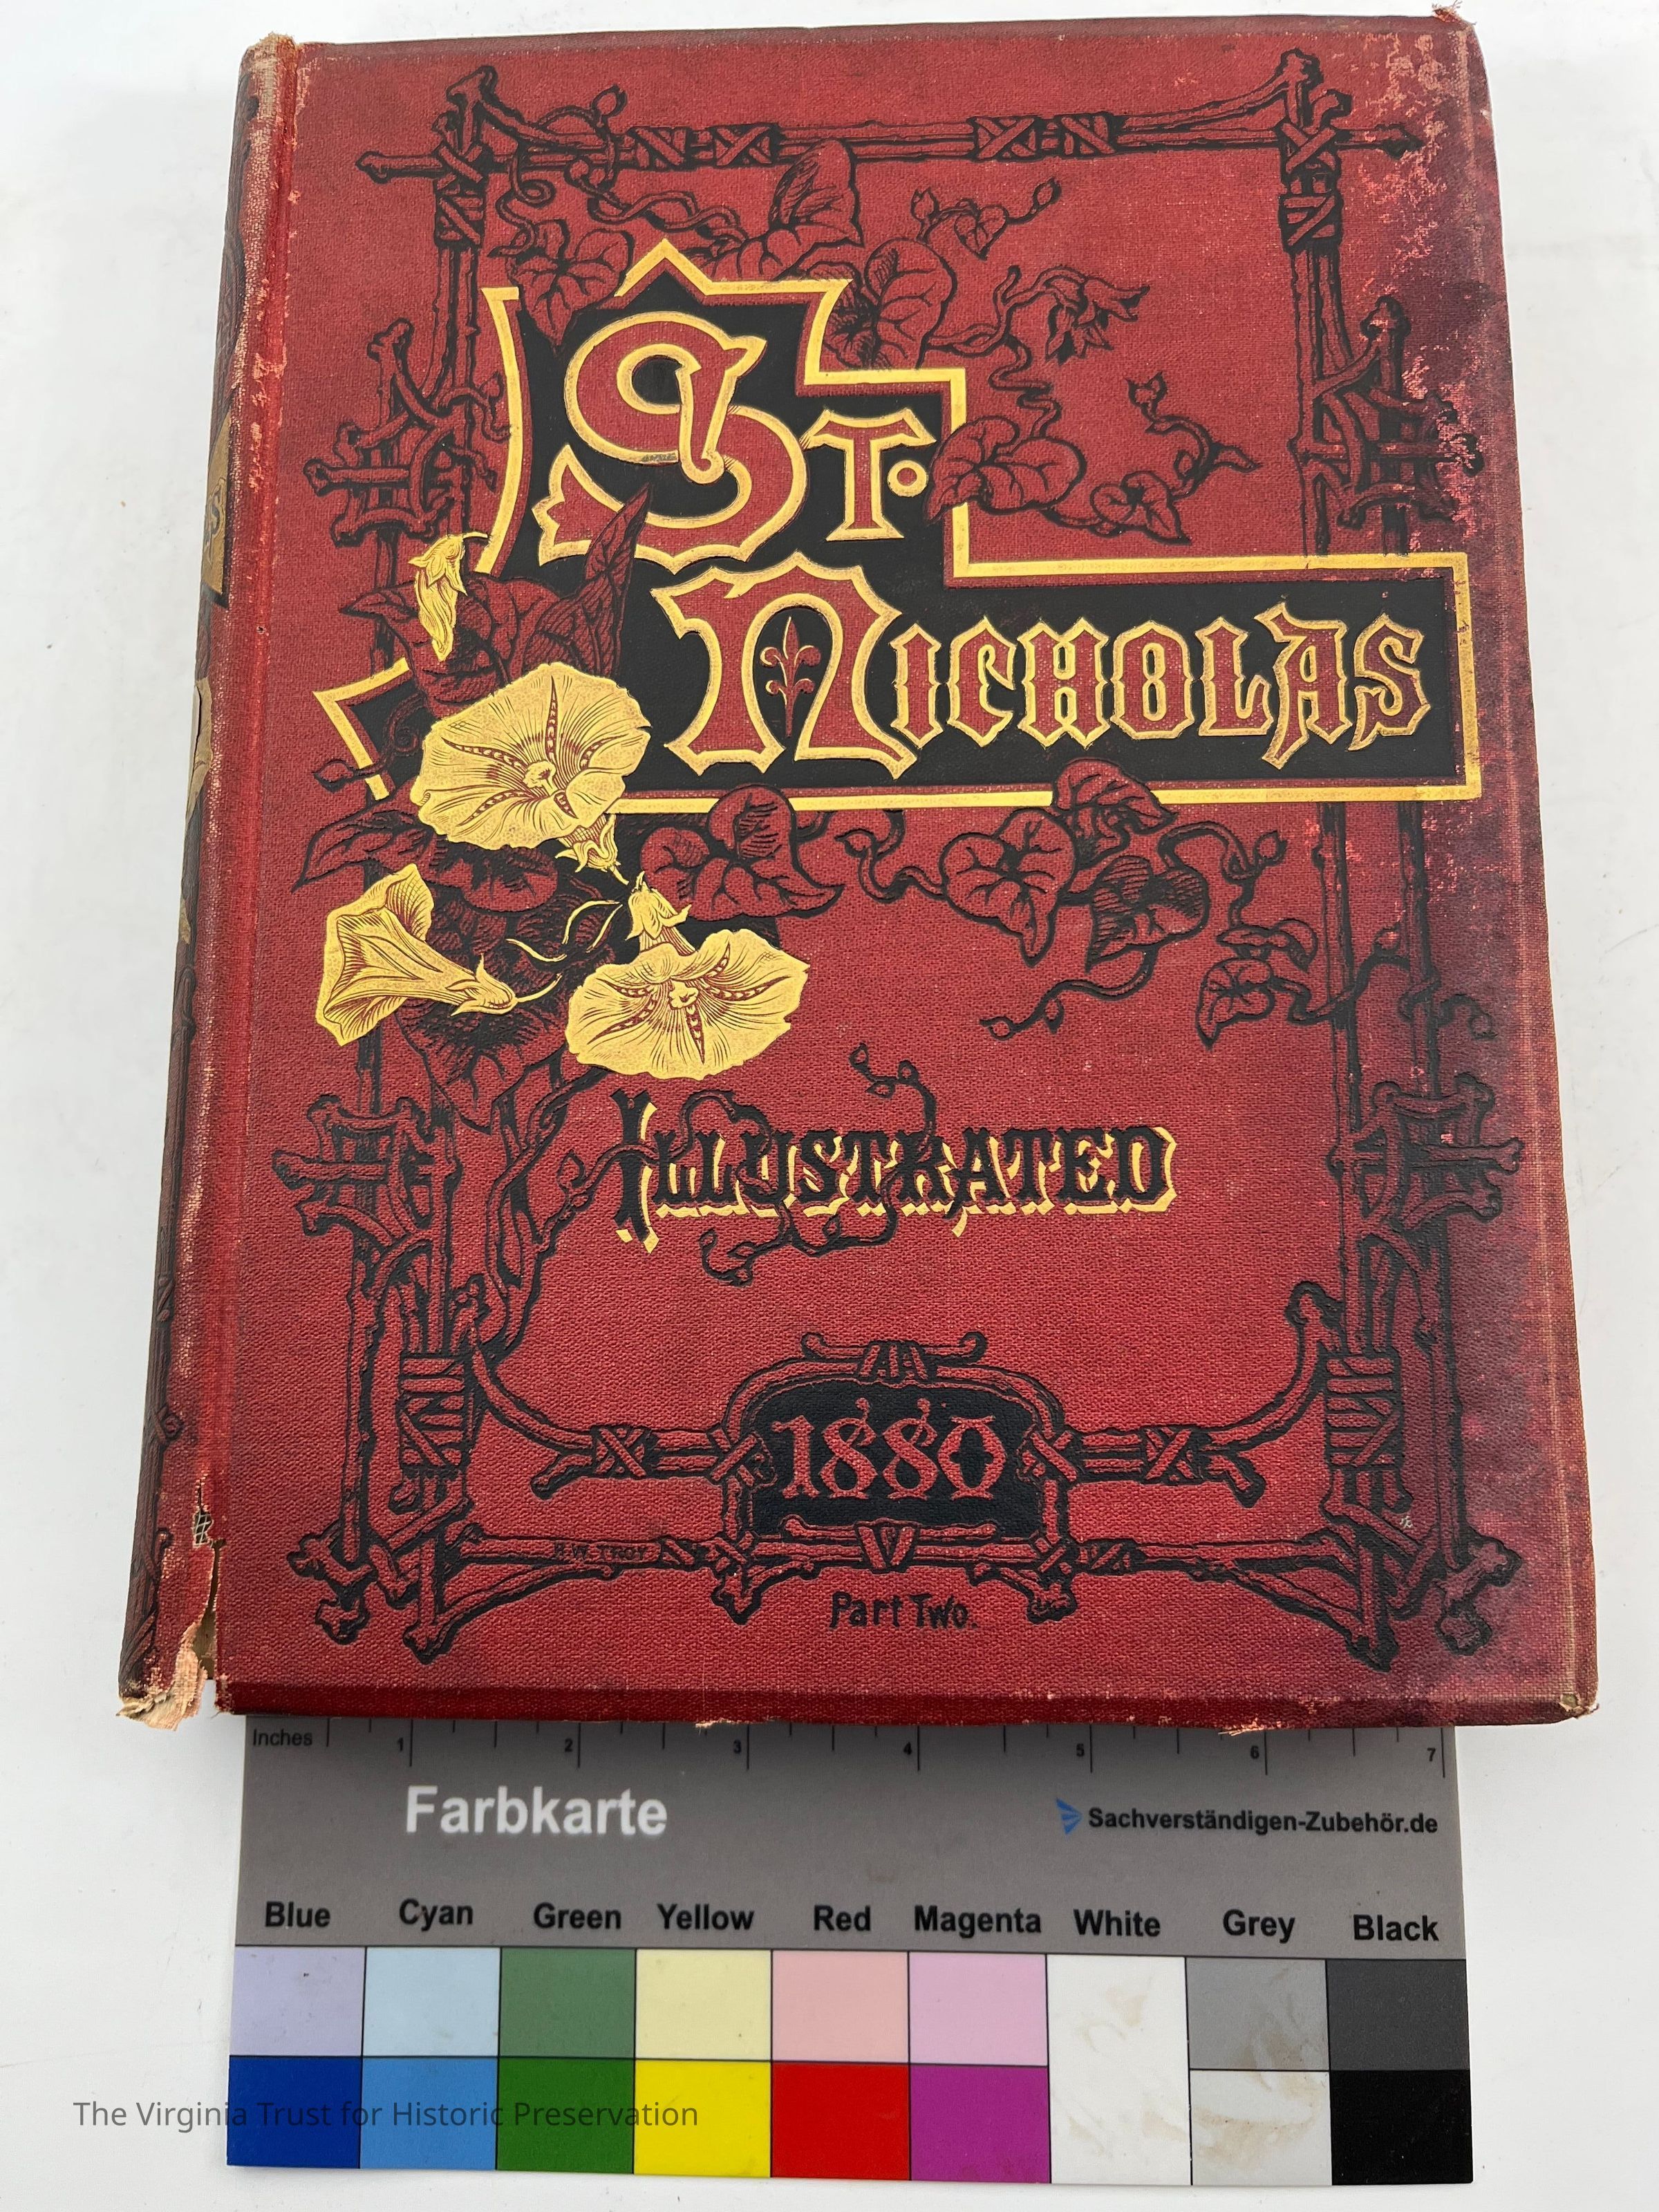 St.
Nicholas
Illustrated
1880
Part Two.
Inches 1 2 3 4 5 6 7
Farbkarte
Sachverständigen-Zubehör.de
Blue Cyan Green Yellow Red Magenta White Grey Black
The Virginia Trust for Historic Preservation